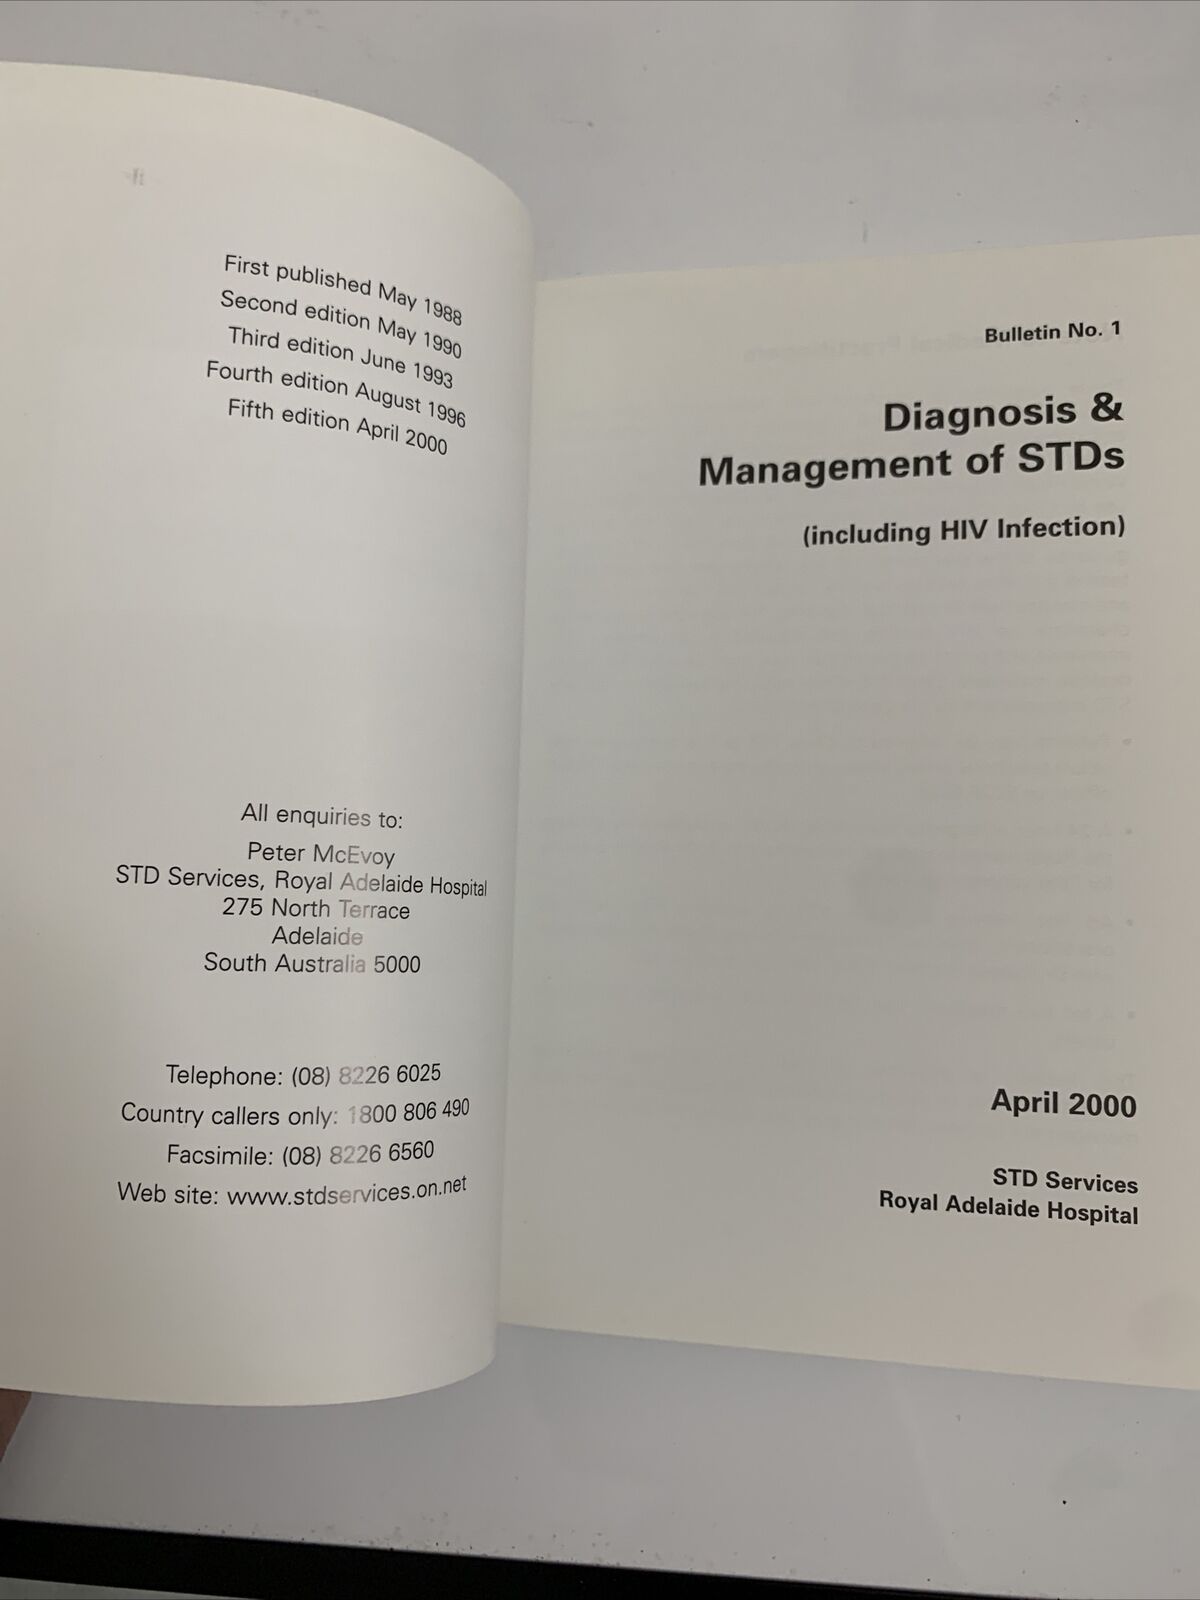 First published May 1988
Second edition May 1990
Third edition June 1993
Fourth edition August 1996
Fifth edition April 2000
All enquiries to:
Peter McEvoy
STD Services, Royal Adelaide Hospital
275 North Terrace
Adelaide
South Australia 5000
Telephone: (08) 8226 6025
Country callers only: 1800 806 490
Facsimile: (08) 8226 6560
Web site: www.stdservices.on.net
Bulletin No. 1
Diagnosis &
Management of STDs
(including HIV Infection)
April 2000
STD Services
Royal Adelaide Hospital